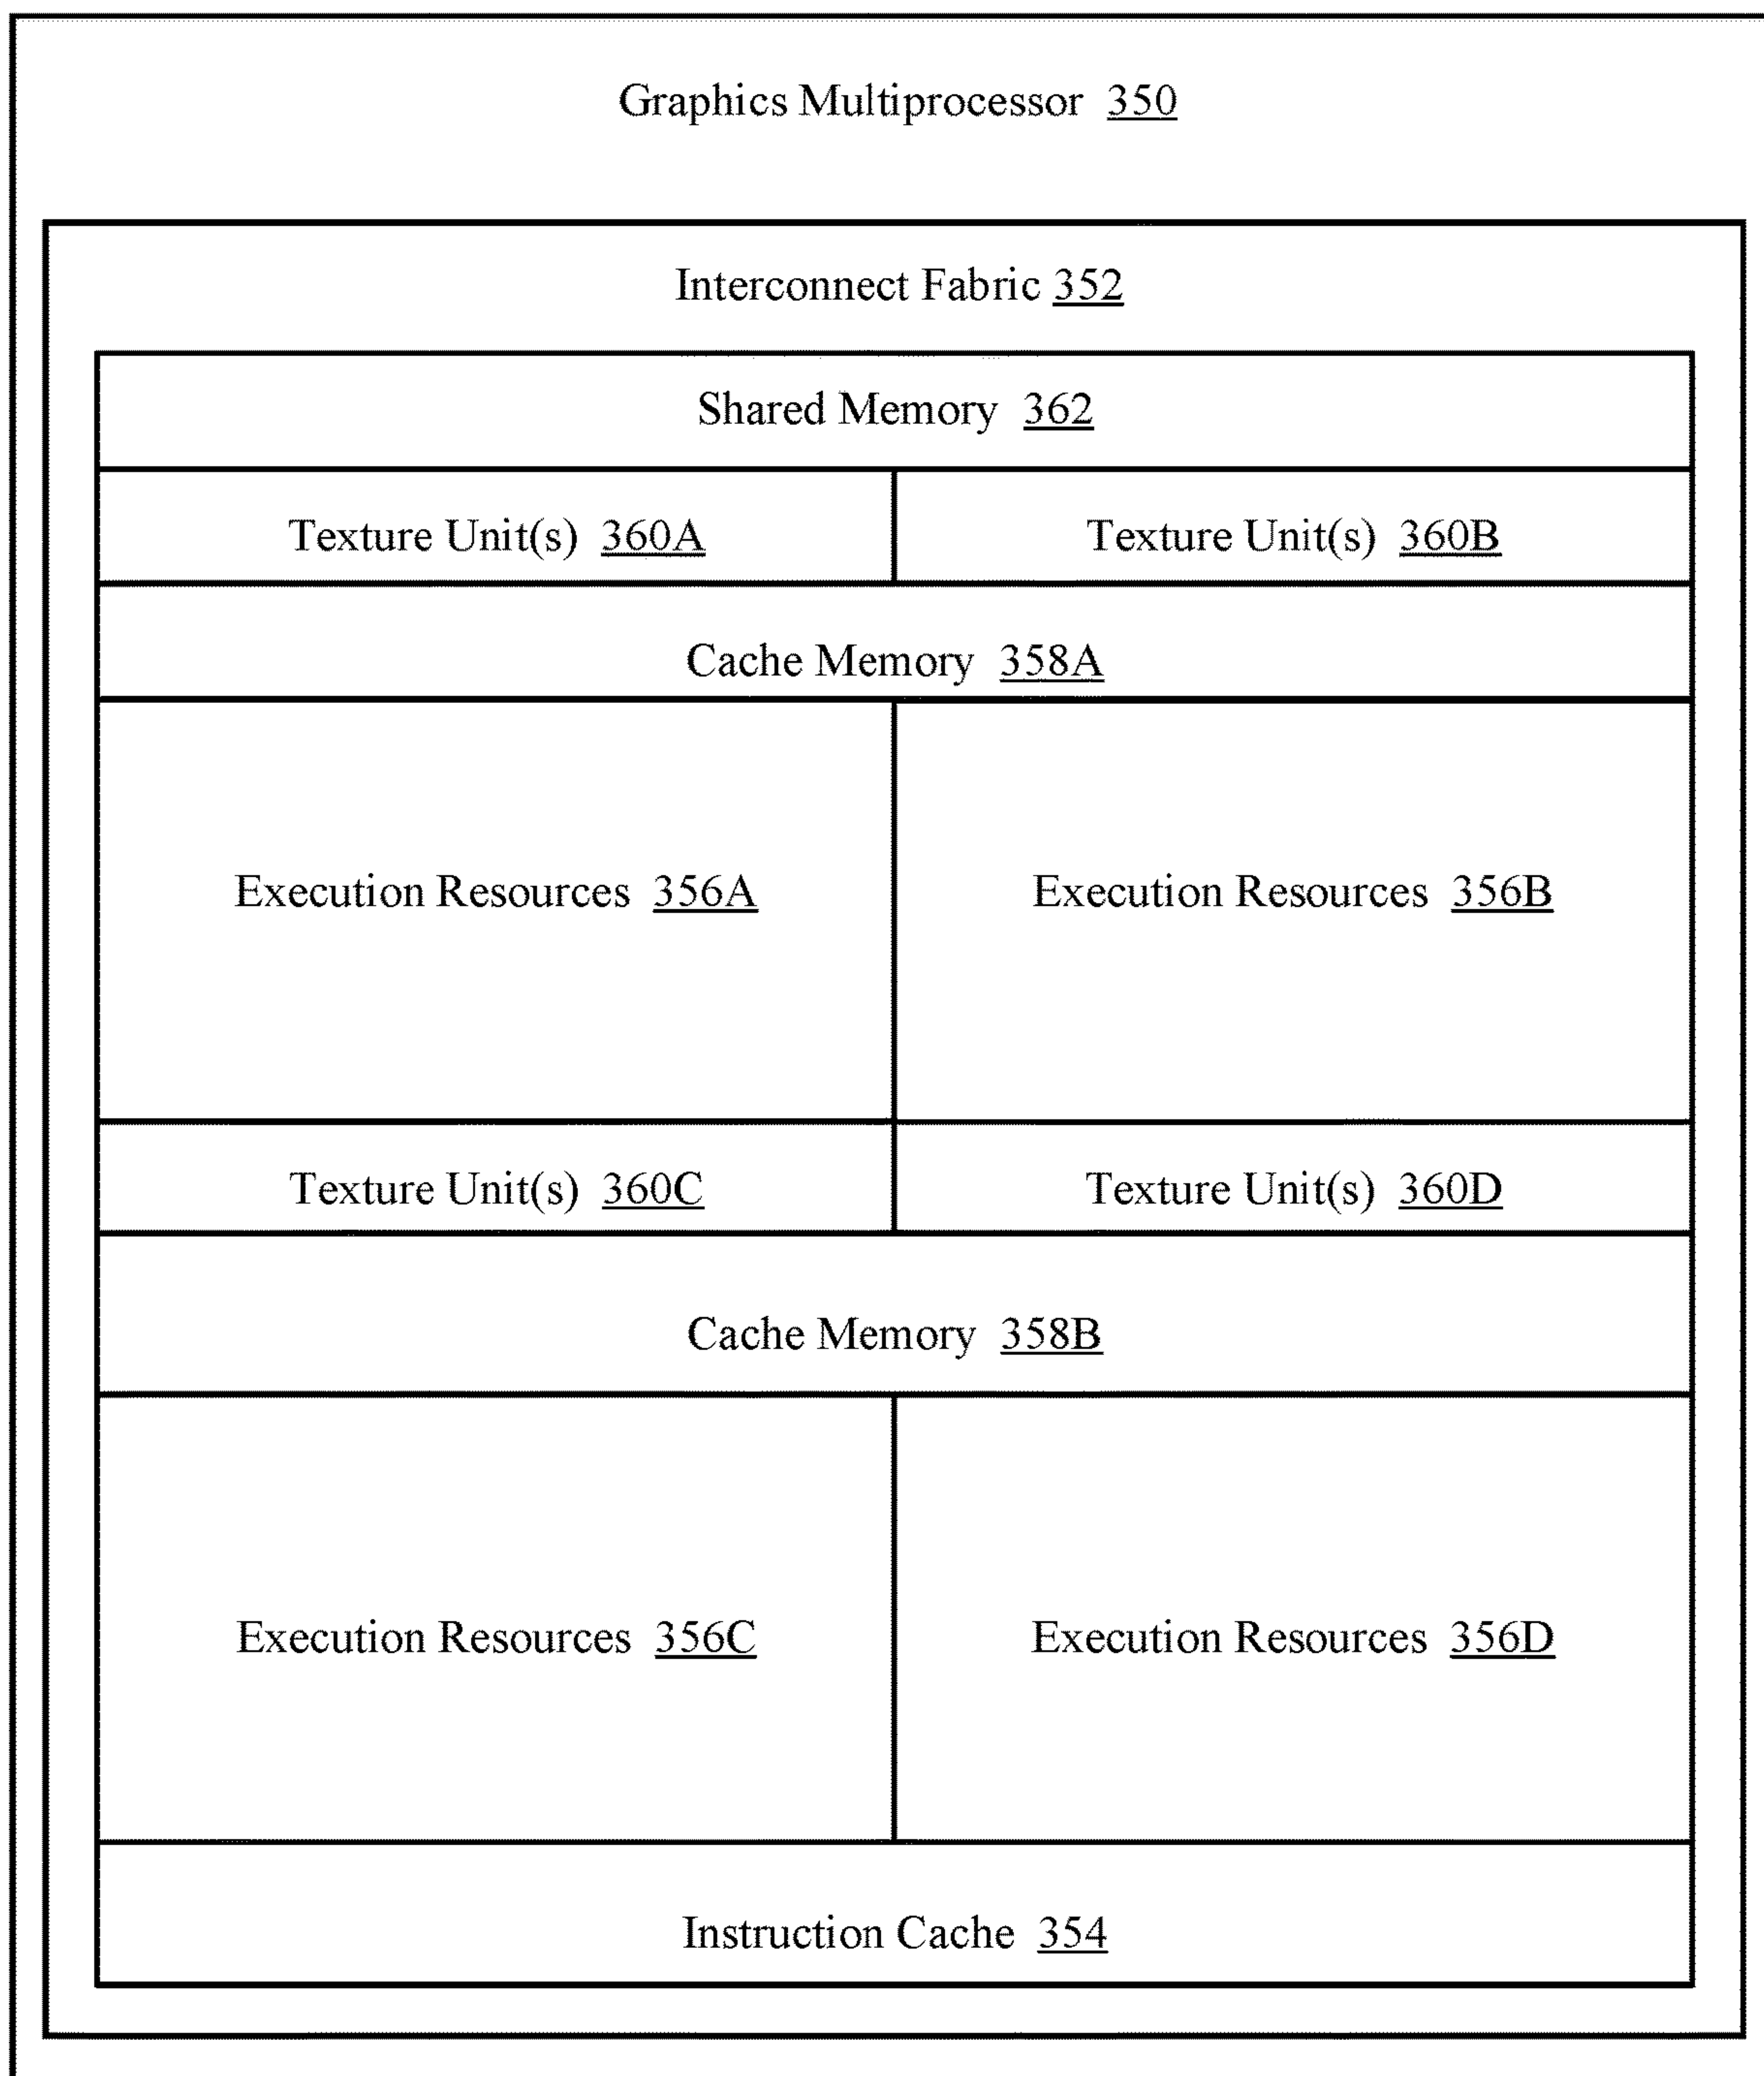 Graphics Multiprocessor 350
Interconnect Fabric 352
Shared Memory 362
Texture Unit(s) 360A
Texture Unit(s) 360B
Cache Memory 358A
Execution Resources 356A
Execution Resources 356B
Texture Unit(s) 360C
Texture Unit(s) 360D
Cache Memory 358B
Execution Resources 356C
Execution Resources 356D
Instruction Cache 354